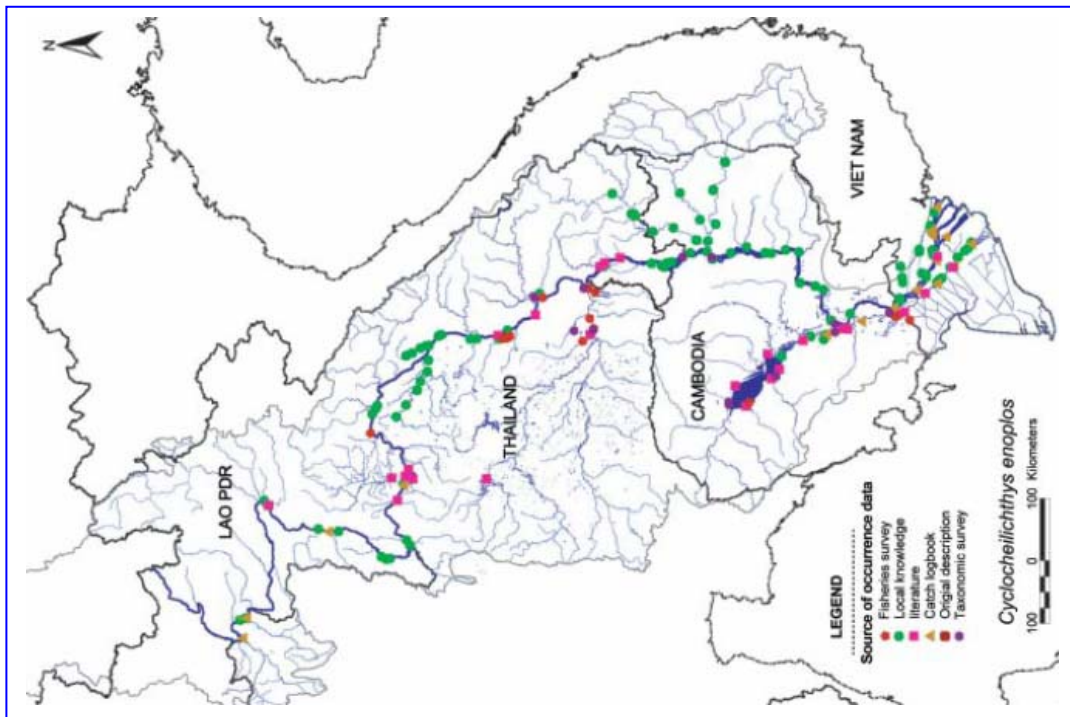 N
LAO PDR
THAILAND
CAMBODIA
VIET NAM
LEGEND
Source of occurrence data
Fisheries survey
Local knowledge
literature
Catch logbook
Origial description
Taxonomic survey
Cyclocheilichthys enoplos
100 0 100 Kilometers